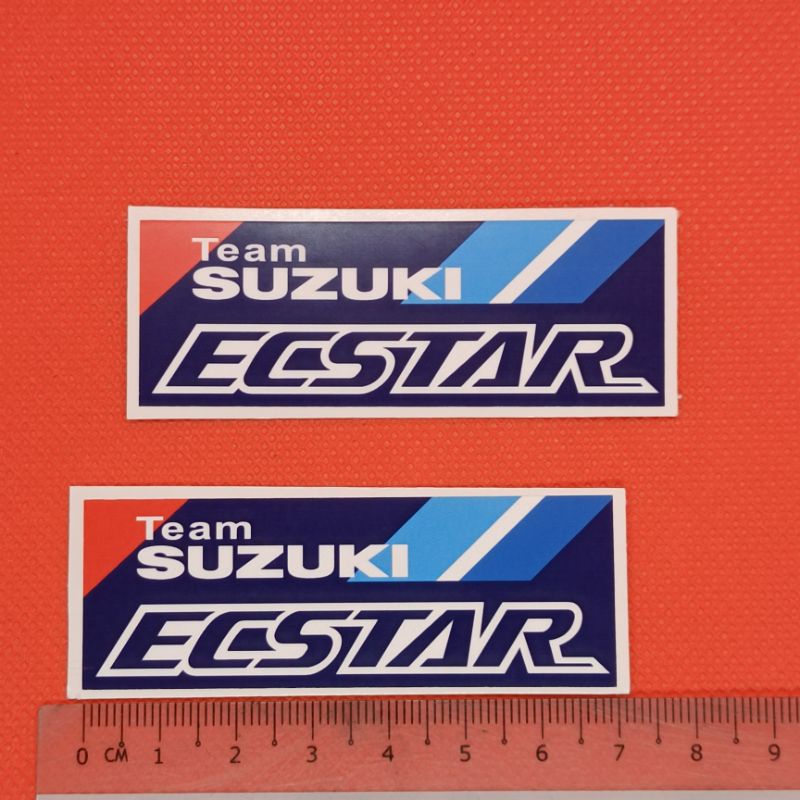 Team
SUZUKI
ECSTAR
Team
SUZUKI
ECSTAR
0 CM 1 2 3 4 5 6 7 8 9